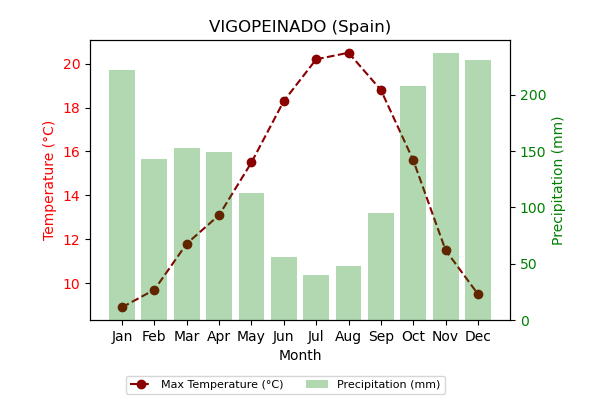 VIGOPEINADO (Spain)
20
18
16
14
12
10
Temperature (°C)
200
150
100
50
0
Precipitation (mm)
Jan Feb Mar Apr May Jun Jul Aug Sep Oct Nov Dec
Month
Max Temperature (°C) Precipitation (mm)